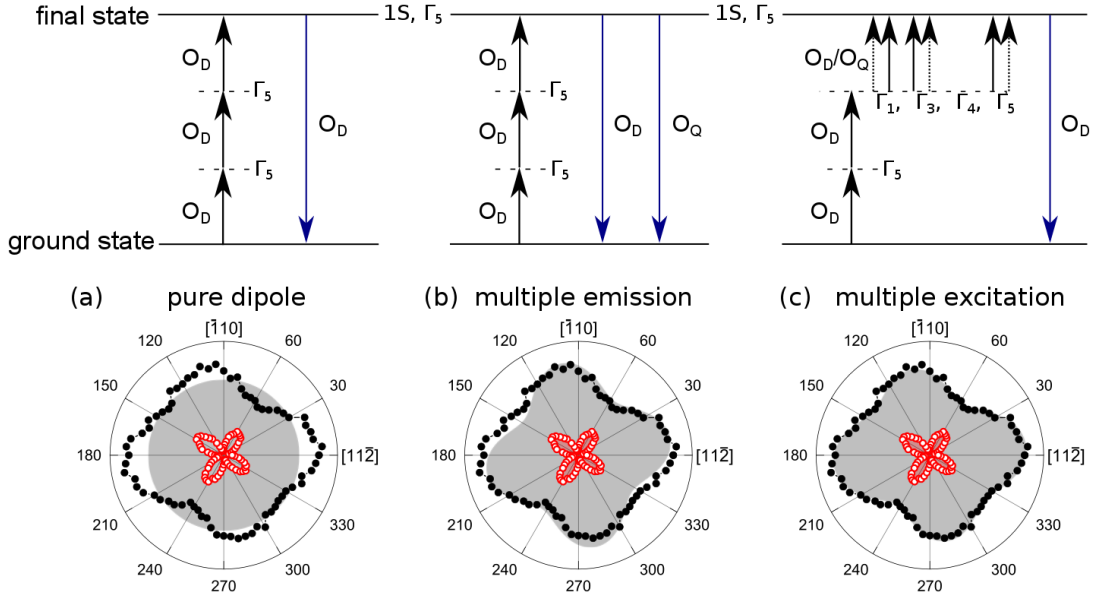 final state
1S, Γ5
1S, Γ5
OD
Γ5
OD
OD
Γ5
OD
OD
Γ5
OD
OD
OD
OQ
Γ5
OD
OD/OQ
Γ1, Γ3, Γ4, Γ5
OD
OD
Γ5
OD
ground state
(a) pure dipole
(b) multiple emission
(c) multiple excitation
[1̄10]
120
60
150
30
180
[112̄]
210
330
240
300
270
[1̄10]
120
60
150
30
180
[112̄]
210
330
240
300
270
[1̄10]
120
60
150
30
180
[112̄]
210
330
240
300
270